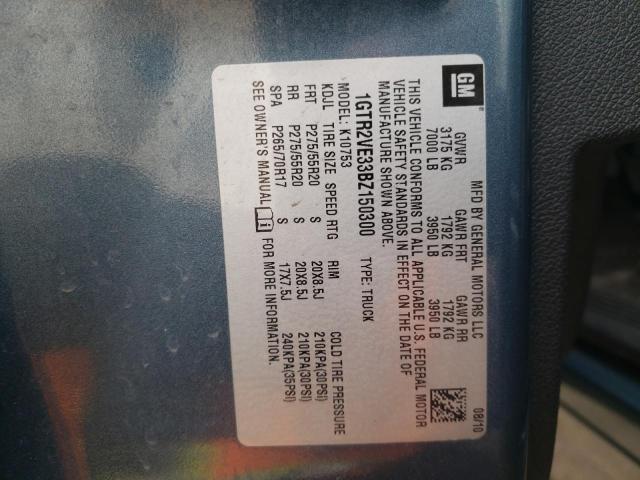 GM
MFD BY GENERAL MOTORS LLC 08/10
GVWR GAWR FRT GAWR RR
3175 KG 1792 KG 1792 KG
7000 LB 3950 LB 3950 LB
THIS VEHICLE CONFORMS TO ALL APPLICABLE U.S. FEDERAL MOTOR
VEHICLE SAFETY STANDARDS IN EFFECT ON THE DATE OF
MANUFACTURE SHOWN ABOVE.
1GTR2VE33BZ150300 TYPE: TRUCK
MODEL: K10753
KDJL TIRE SIZE SPEED RTG RIM COLD TIRE PRESSURE
FRT P275/55R20 S 20X8.5J 210KPA(30PSI)
RR P275/55R20 S 20X8.5J 210KPA(30PSI)
SPA P265/70R17 S 17X7.5J 240KPA(35PSI)
SEE OWNER'S MANUAL i FOR MORE INFORMATION.